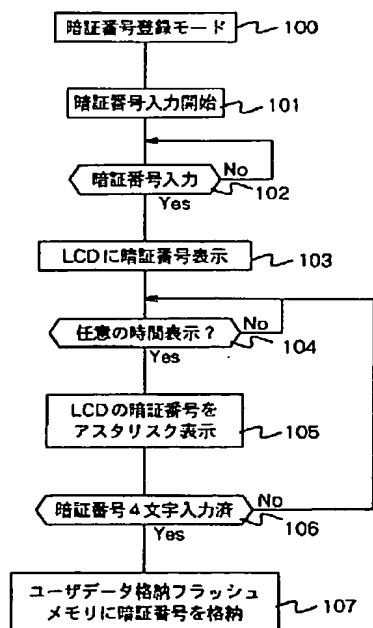 暗証番号登録モード
100
暗証番号入力開始
101
No
暗証番号入力
102
Yes
LCDに暗証番号表示
103
任意の時間表示?
No
104
Yes
LCDの暗証番号を
アスタリスク表示
105
暗証番号4文字入力済
No
106
Yes
ユーザデータ格納フラッシュ
メモリに暗証番号を格納
107